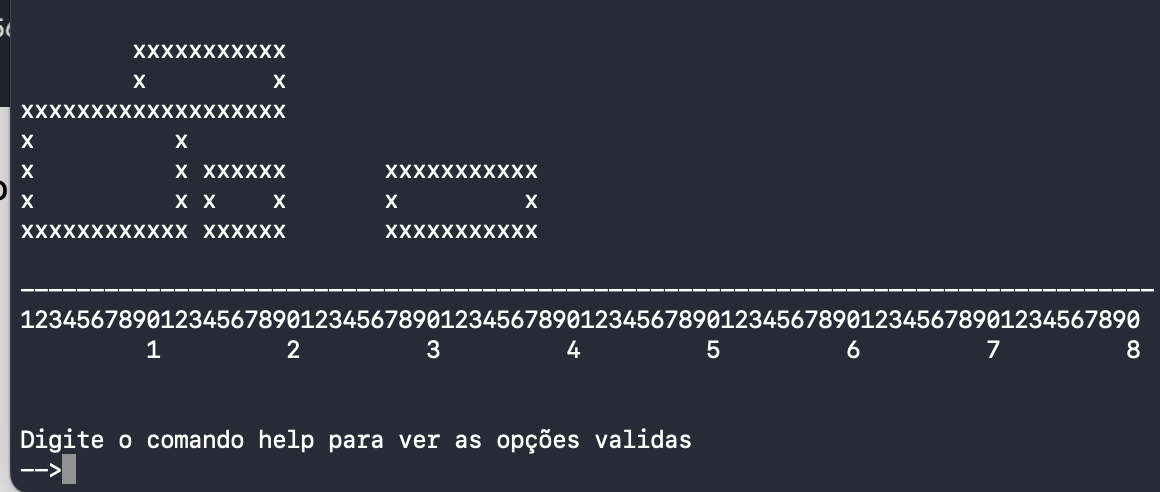 xxxxxxxxxxx
        x         x
xxxxxxxxxxxxxxxxxxx
x          x
x          x xxxxxx       xxxxxxxxxxx
x          x x    x       x         x
xxxxxxxxxxxx xxxxxx       xxxxxxxxxxx
---------------------------------------------------------------------------------
12345678901234567890123456789012345678901234567890123456789012345678901234567890
         1         2         3         4         5         6         7         8
Digite o comando help para ver as opções validas
-->